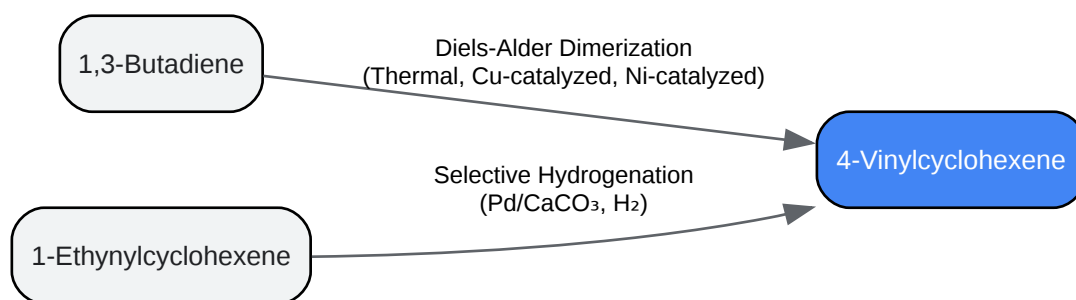 Diels-Alder Dimerization
1,3-Butadiene
(Thermal, Cu-catalyzed, Ni-catalyzed)
4-Vinylcyclohexene
Selective Hydrogenation
(Pd/CaCO₃, H₂)
1-Ethynylcyclohexene